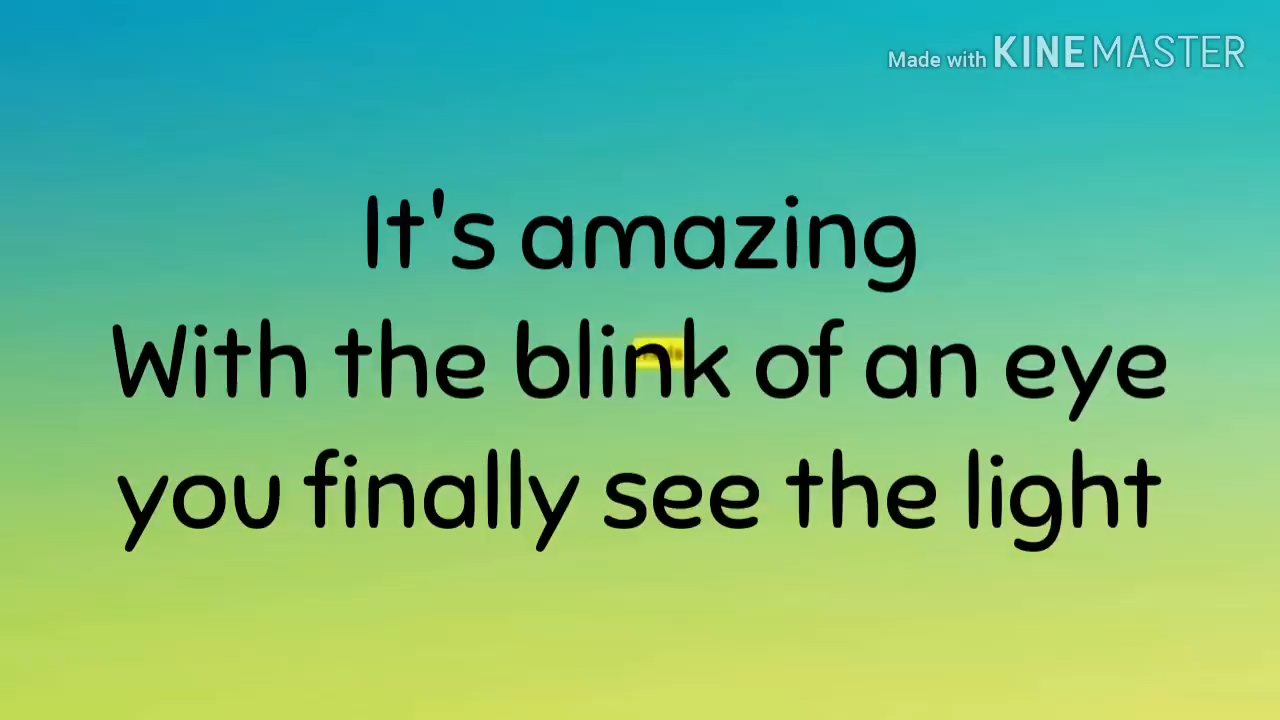 Made with KINEMASTER
It's amazing
With the blink of an eye
you finally see the light